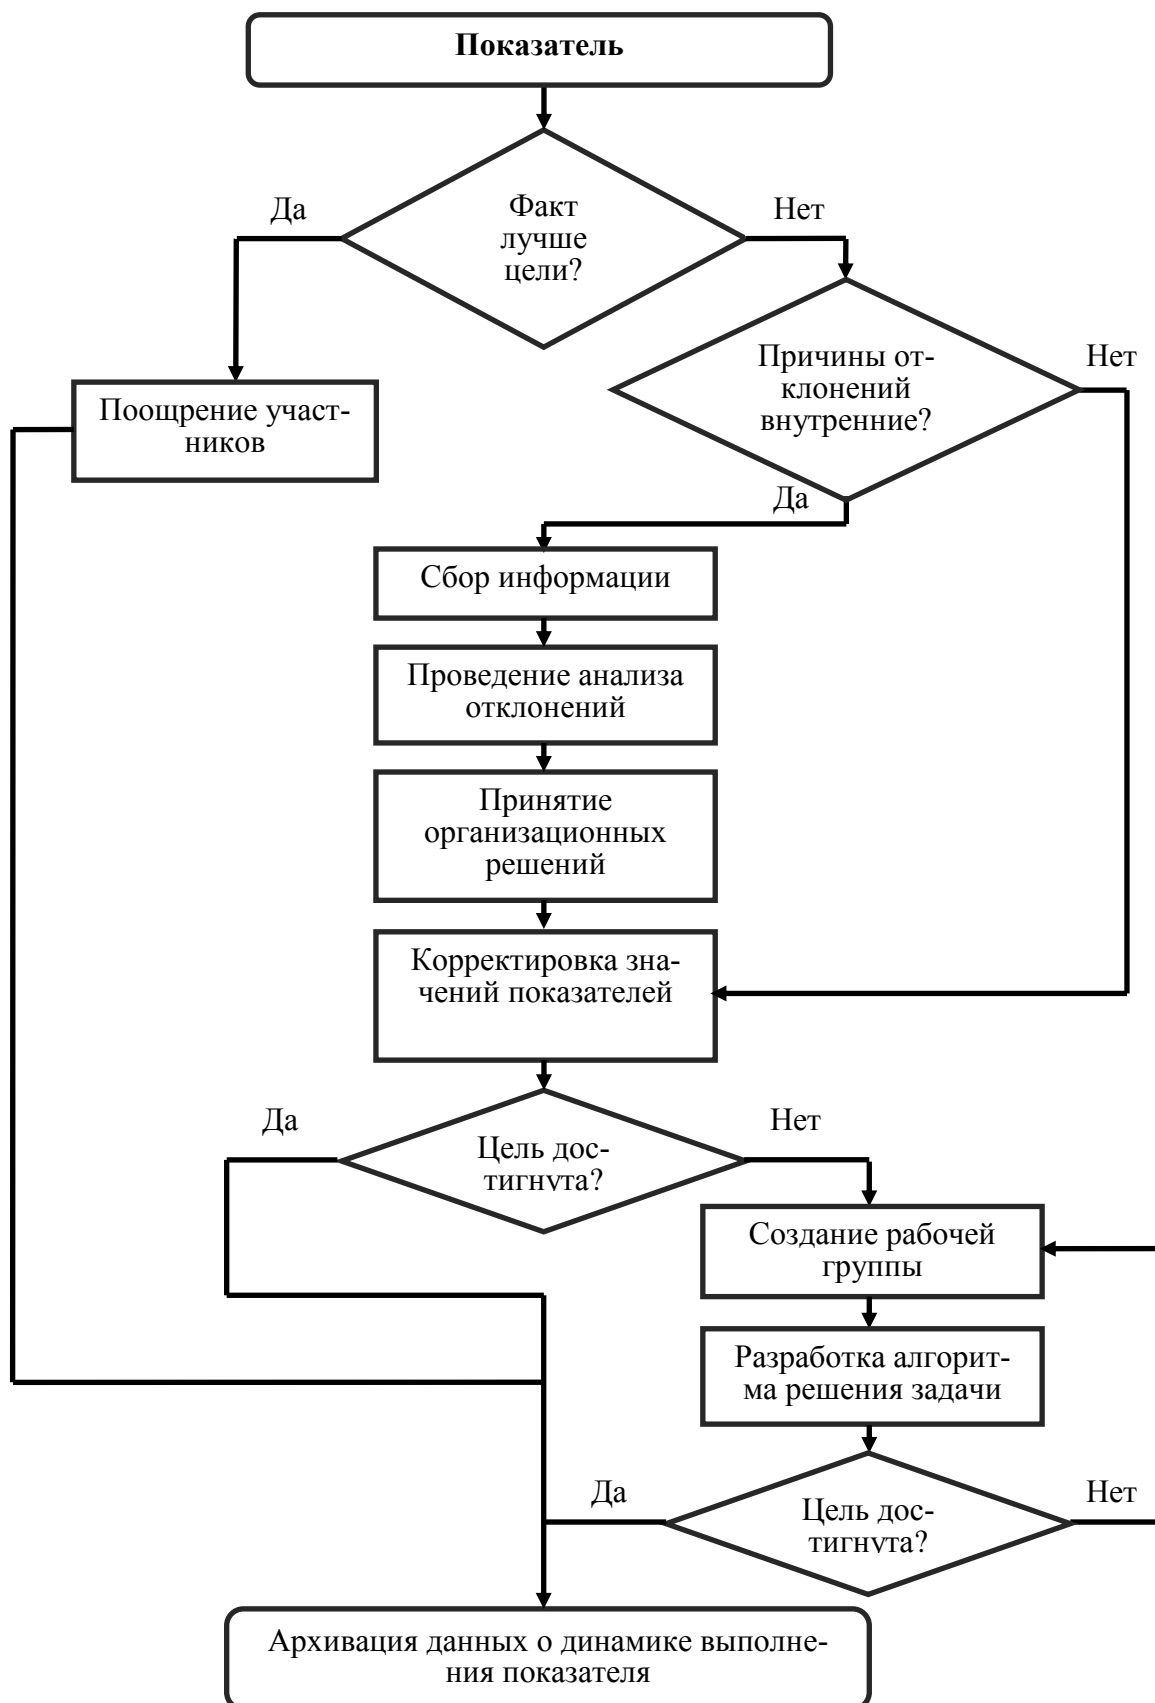 Показатель
Да
Факт
лучше
цели?
Нет
Причины от-
клонений
внутренние?
Нет
Поощрение участ-
ников
Да
Сбор информации
Проведение анализа
отклонений
Принятие
организационных
решений
Корректировка зна-
чений показателей
Да
Цель дос-
тигнута?
Нет
Создание рабочей
группы
Разработка алгорит-
ма решения задачи
Да
Цель дос-
тигнута?
Нет
Архивация данных о динамике выполне-
ния показателя